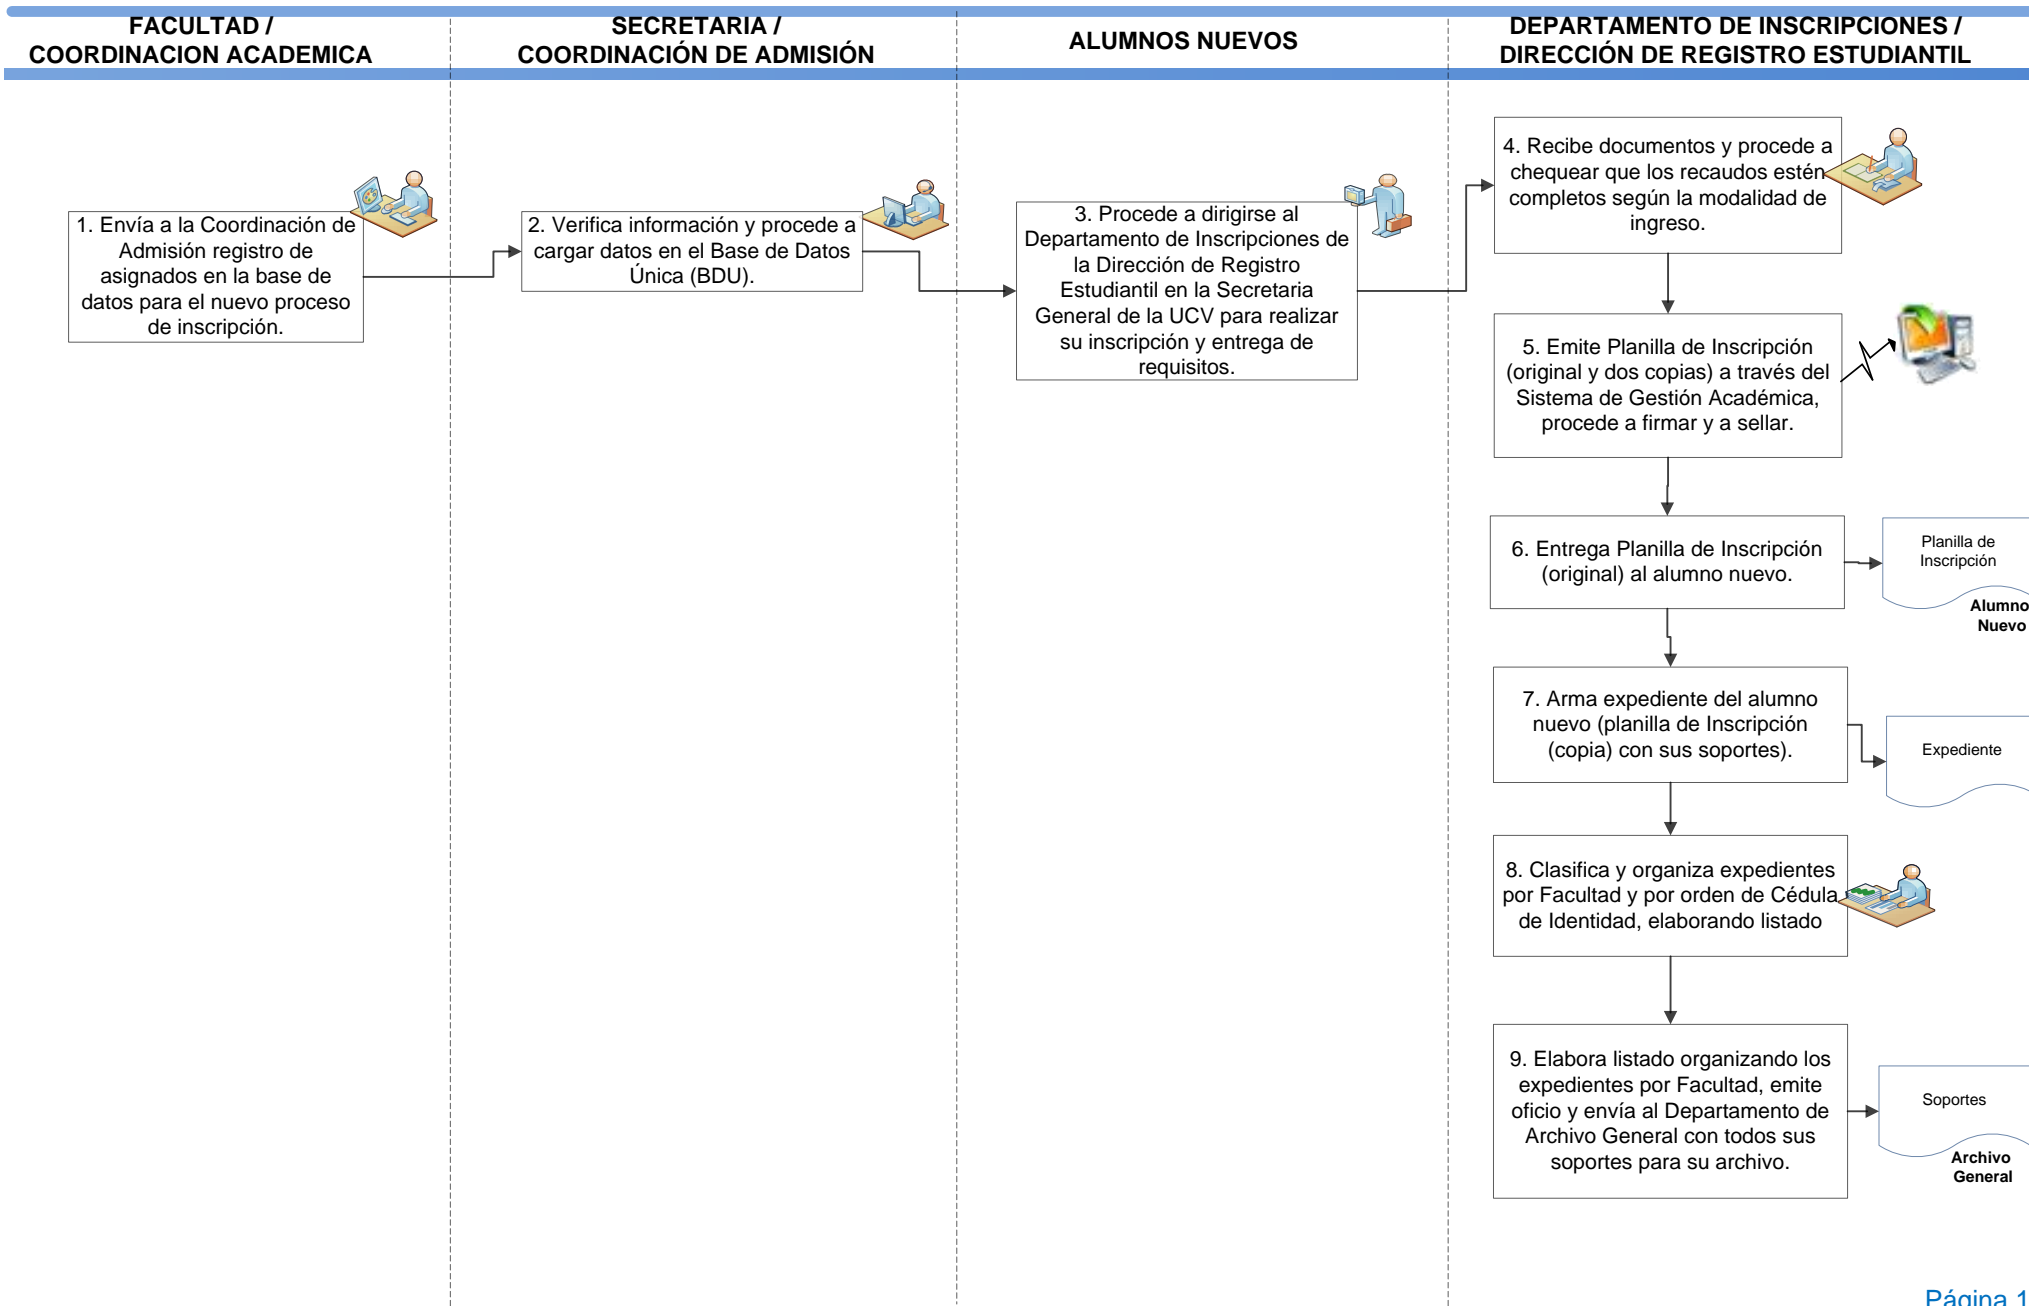 FACULTAD /
COORDINACION ACADEMICA
SECRETARIA /
COORDINACIÓN DE ADMISIÓN
ALUMNOS NUEVOS
DEPARTAMENTO DE INSCRIPCIONES /
DIRECCIÓN DE REGISTRO ESTUDIANTIL
1. Envía a la Coordinación de
Admisión registro de
asignados en la base de
datos para el nuevo proceso
de inscripción.
2. Verifica información y procede a
cargar datos en el Base de Datos
Única (BDU).
3. Procede a dirigirse al
Departamento de Inscripciones de
la Dirección de Registro
Estudiantil en la Secretaria
General de la UCV para realizar
su inscripción y entrega de
requisitos.
4. Recibe documentos y procede a
chequear que los recaudos estén
completos según la modalidad de
ingreso.
5. Emite Planilla de Inscripción
(original y dos copias) a través del
Sistema de Gestión Académica,
procede a firmar y a sellar.
6. Entrega Planilla de Inscripción
(original) al alumno nuevo.
Planilla de
Inscripción
Alumno
Nuevo
7. Arma expediente del alumno
nuevo (planilla de Inscripción
(copia) con sus soportes).
Expediente
8. Clasifica y organiza expedientes
por Facultad y por orden de Cédula
de Identidad, elaborando listado
9. Elabora listado organizando los
expedientes por Facultad, emite
oficio y envía al Departamento de
Archivo General con todos sus
soportes para su archivo.
Soportes
Archivo
General
Página 1